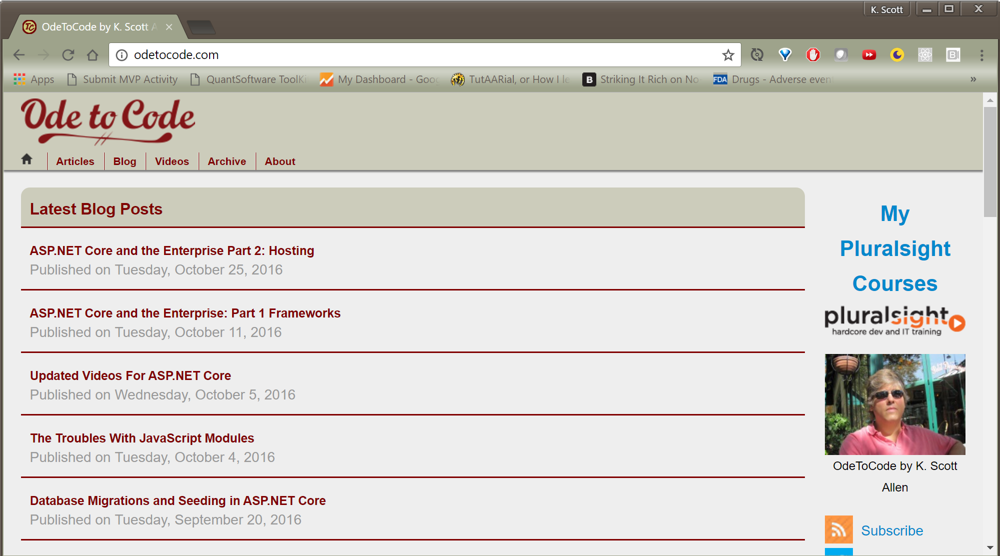 K. Scott
TC
OdeToCode by K. Scott A
odetocode.com
B
Apps
Submit MVP Activity
QuantSoftware ToolKi
My Dashboard - Goog
TutAARial, or How I le
B
Striking It Rich on No-
FDA
Drugs - Adverse even
»
Ode to Code
Articles
Blog
Videos
Archive
About
Latest Blog Posts
ASP.NET Core and the Enterprise Part 2: Hosting
Published on Tuesday, October 25, 2016
ASP.NET Core and the Enterprise: Part 1 Frameworks
Published on Tuesday, October 11, 2016
Updated Videos For ASP.NET Core
Published on Wednesday, October 5, 2016
The Troubles With JavaScript Modules
Published on Tuesday, October 4, 2016
Database Migrations and Seeding in ASP.NET Core
Published on Tuesday, September 20, 2016
My
Pluralsight
Courses
pluralsight
hardcore dev and IT training
OdeToCode by K. Scott
Allen
Subscribe